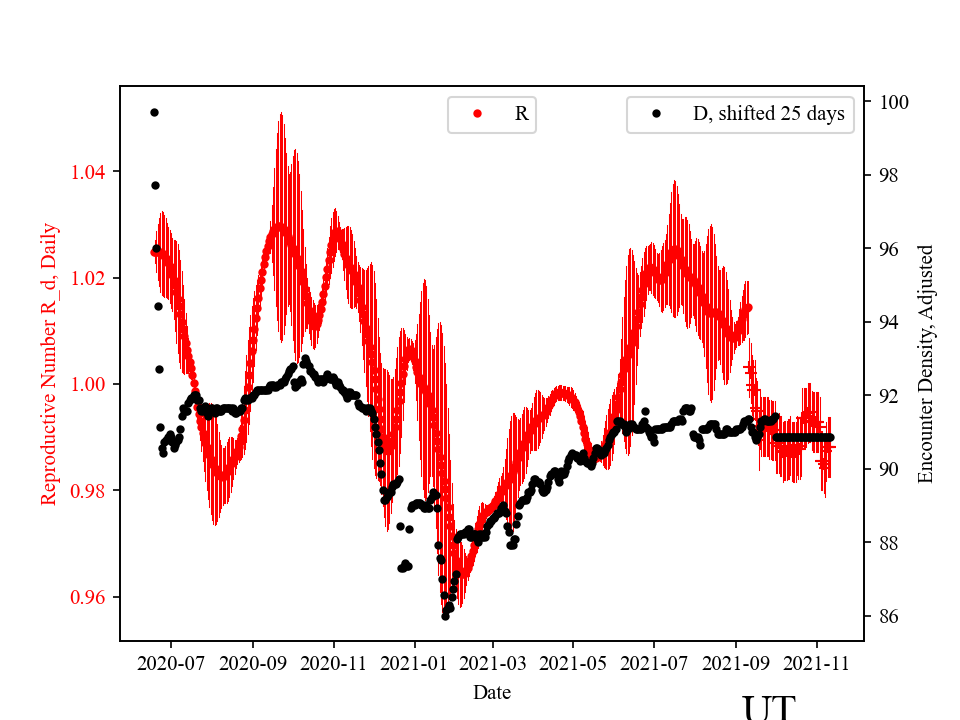 R
D, shifted 25 days
Reproductive Number R_d, Daily
1.04
1.02
1.00
0.98
0.96
100
98
96
94
92
90
88
86
Encounter Density, Adjusted
2020-07 2020-09 2020-11 2021-01 2021-03 2021-05 2021-07 2021-09 2021-11
Date
UT